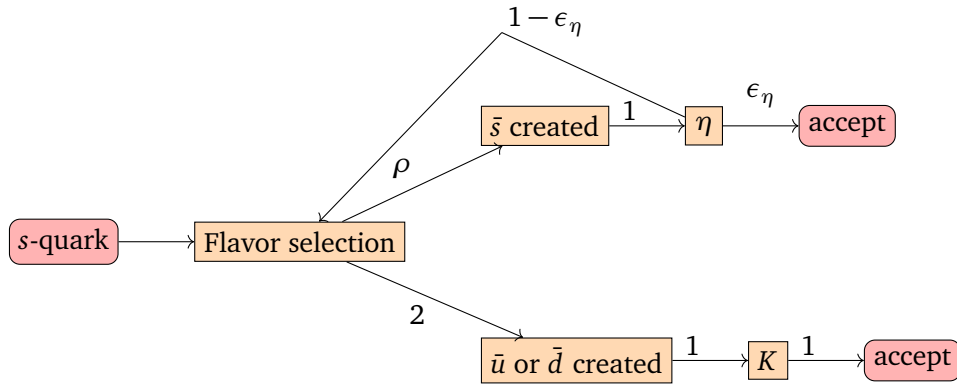 1 − ϵ_η
ϵ_η
s̄ created
1
η
accept
ρ
s-quark
Flavor selection
2
ū or d̄ created
1
K
1
accept